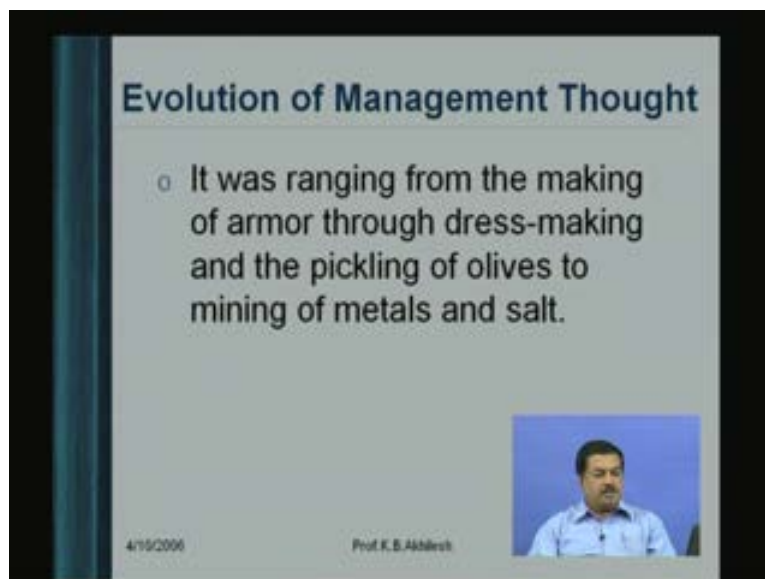 Evolution of Management Thought
o It was ranging from the making
of armor through dress-making
and the pickling of olives to
mining of metals and salt.
4/10/2006 Prof.K.B.Akhilesh